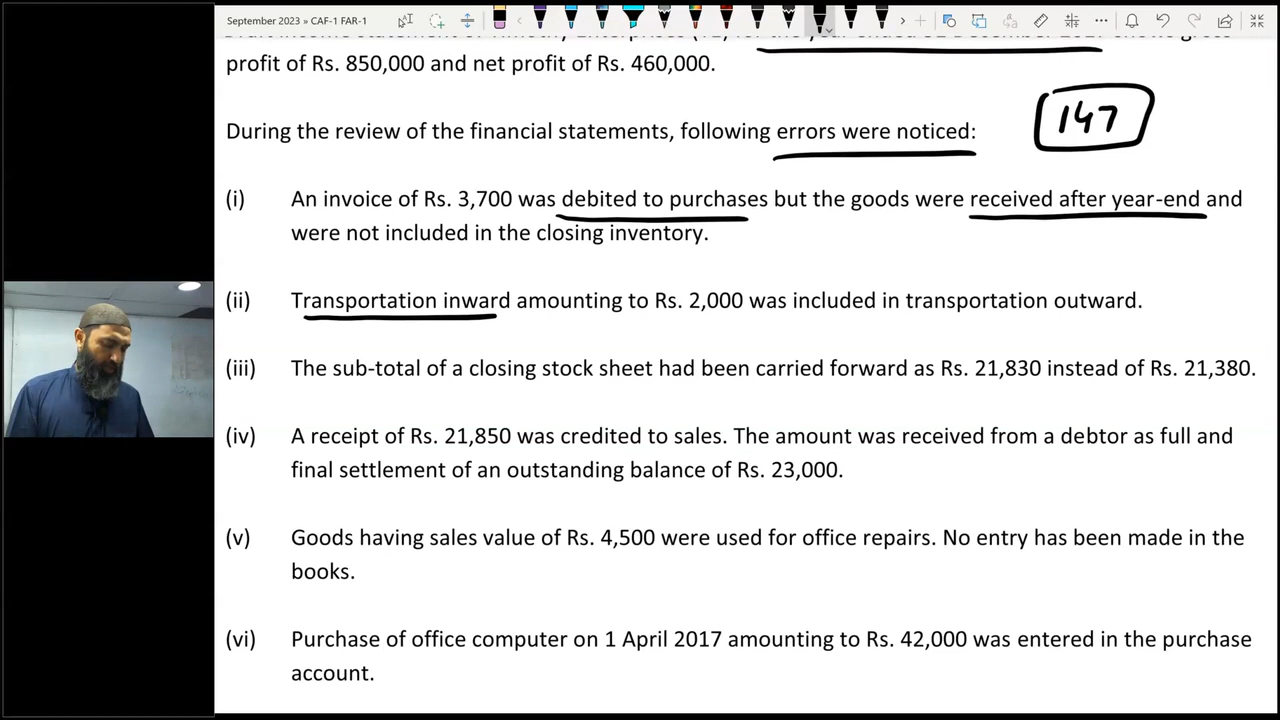 September 2023 » CAF-1 FAR-1
profit of Rs. 850,000 and net profit of Rs. 460,000.
During the review of the financial statements, following errors were noticed:
147
(i) An invoice of Rs. 3,700 was debited to purchases but the goods were received after year-end and
were not included in the closing inventory.
(ii) Transportation inward amounting to Rs. 2,000 was included in transportation outward.
(iii) The sub-total of a closing stock sheet had been carried forward as Rs. 21,830 instead of Rs. 21,380.
(iv) A receipt of Rs. 21,850 was credited to sales. The amount was received from a debtor as full and
final settlement of an outstanding balance of Rs. 23,000.
(v) Goods having sales value of Rs. 4,500 were used for office repairs. No entry has been made in the
books.
(vi) Purchase of office computer on 1 April 2017 amounting to Rs. 42,000 was entered in the purchase
account.